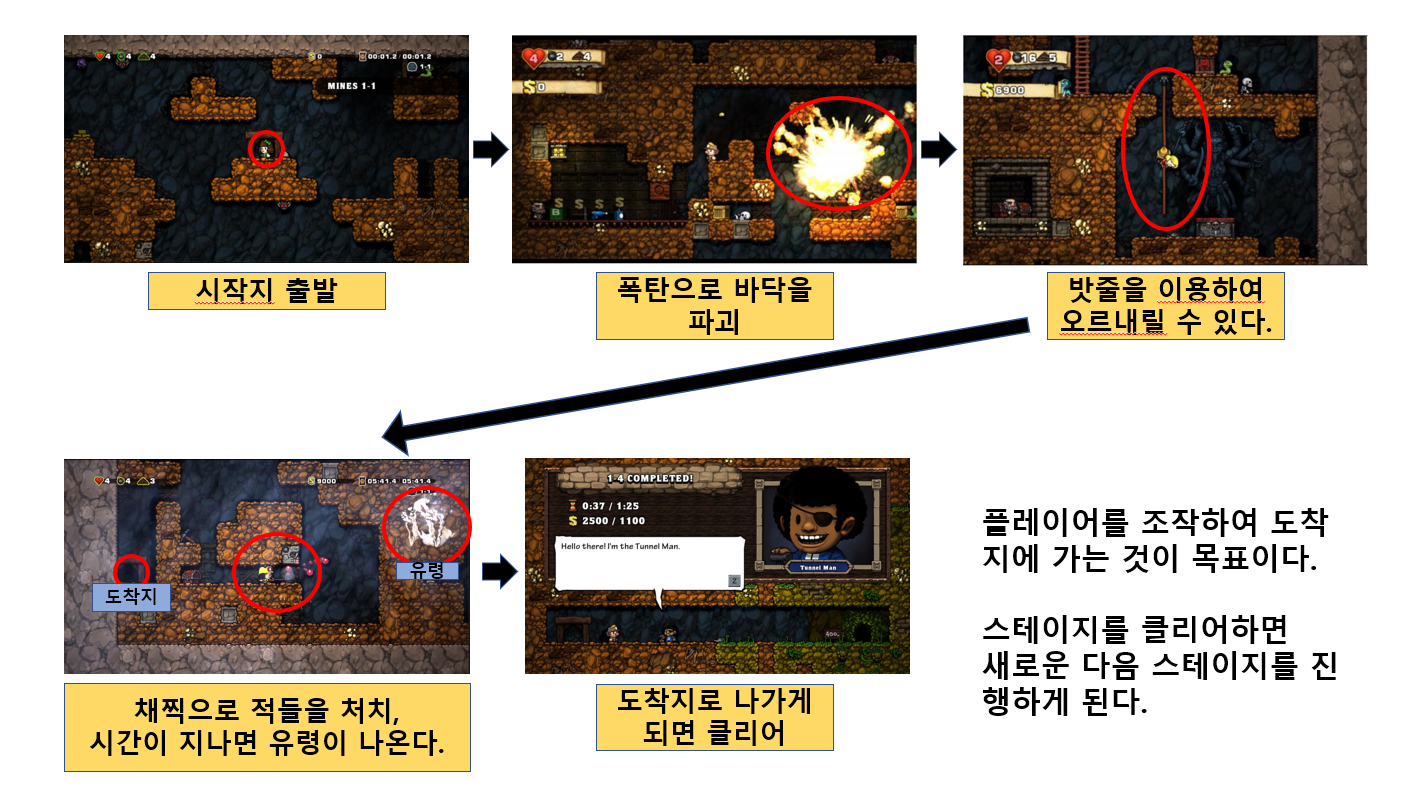 4 4 4
$0
00:01.2/00:01.2
1-1
MINES 1-1
시작지 출발
4 2 4
$0
$ $ $ $
B
폭탄으로 바닥을
파괴
2 16 5
$6900
밧줄을 이용하여
오르내릴 수 있다.
4 4 3
$9000
05:41.4 05:41.4
유령
도착지
채찍으로 적들을 처치,
시간이 지나면 유령이 나온다.
1-4 COMPLETED!
0:37 / 1:25
$ 2500 / 1100
Hello there! I'm the Tunnel Man.
Z
Tunnel Man
도착지로 나가게
되면 클리어
플레이어를 조작하여 도착
지에 가는 것이 목표이다.
스테이지를 클리어하면
새로운 다음 스테이지를 진
행하게 된다.